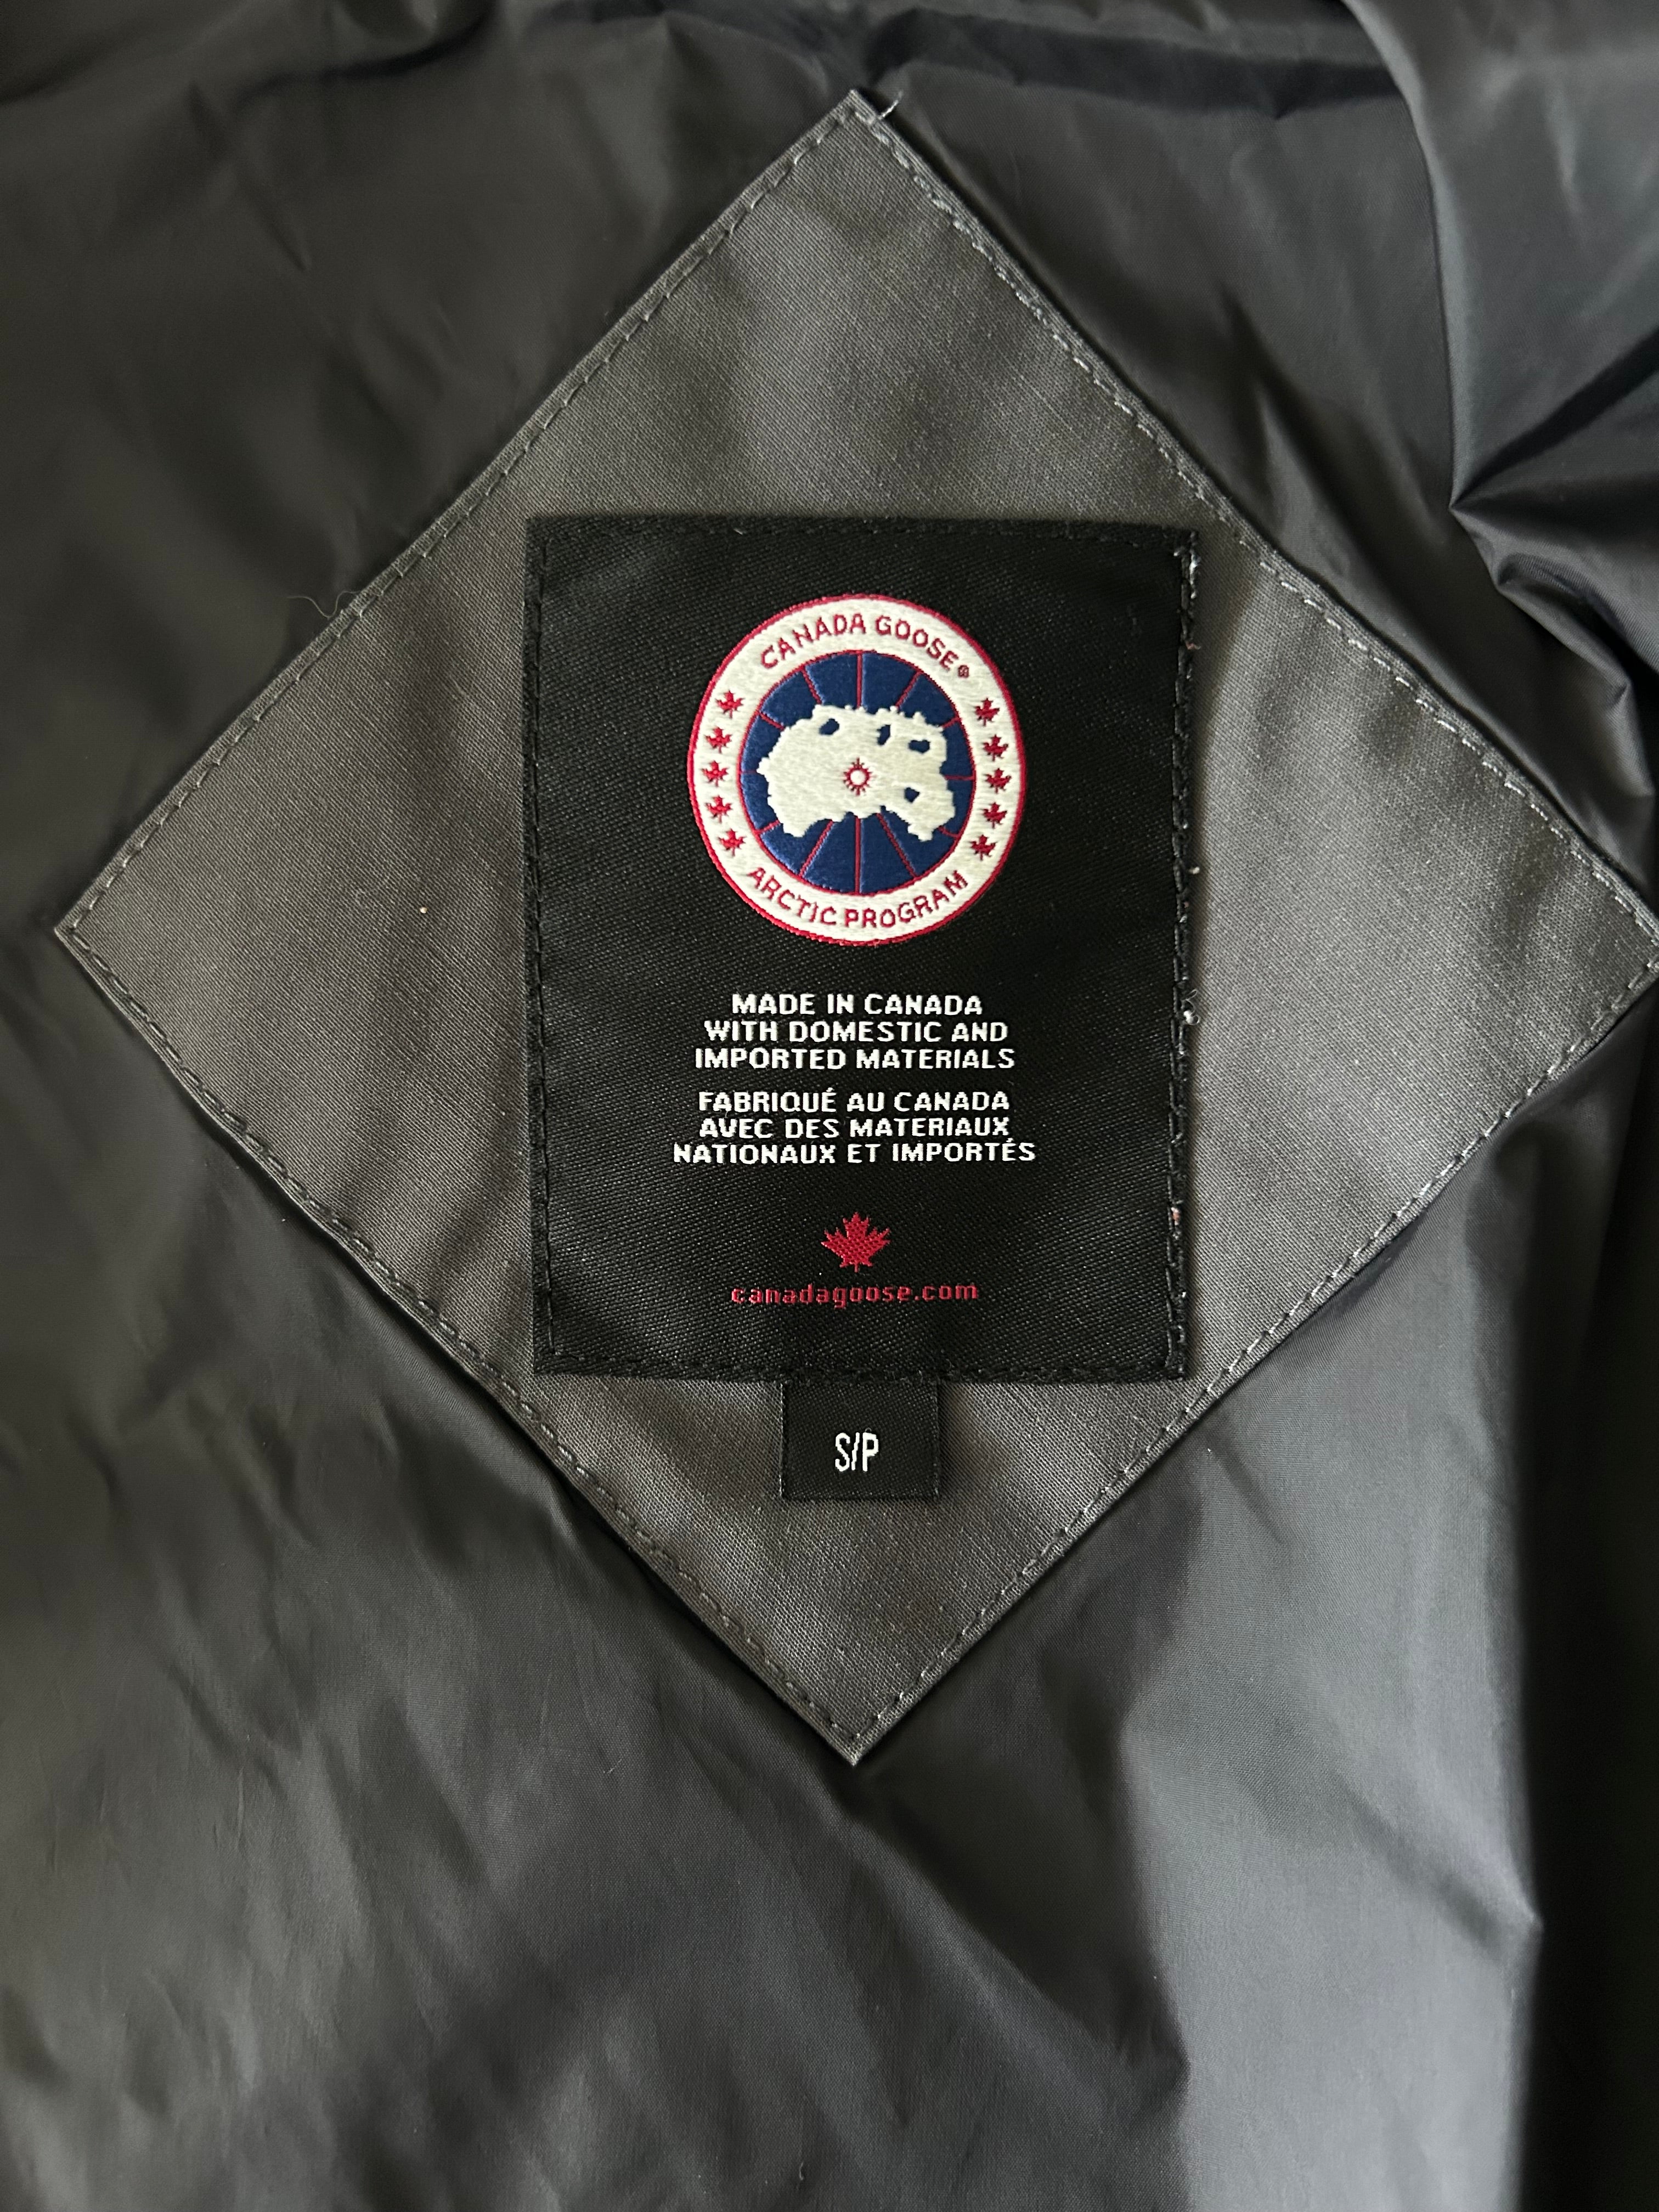 CANADA GOOSE®
ARCTIC PROGRAM
MADE IN CANADA
WITH DOMESTIC AND
IMPORTED MATERIALS
FABRIQUÉ AU CANADA
AVEC DES MATERIAUX
NATIONAUX ET IMPORTÉS
canadagoose.com
S/P